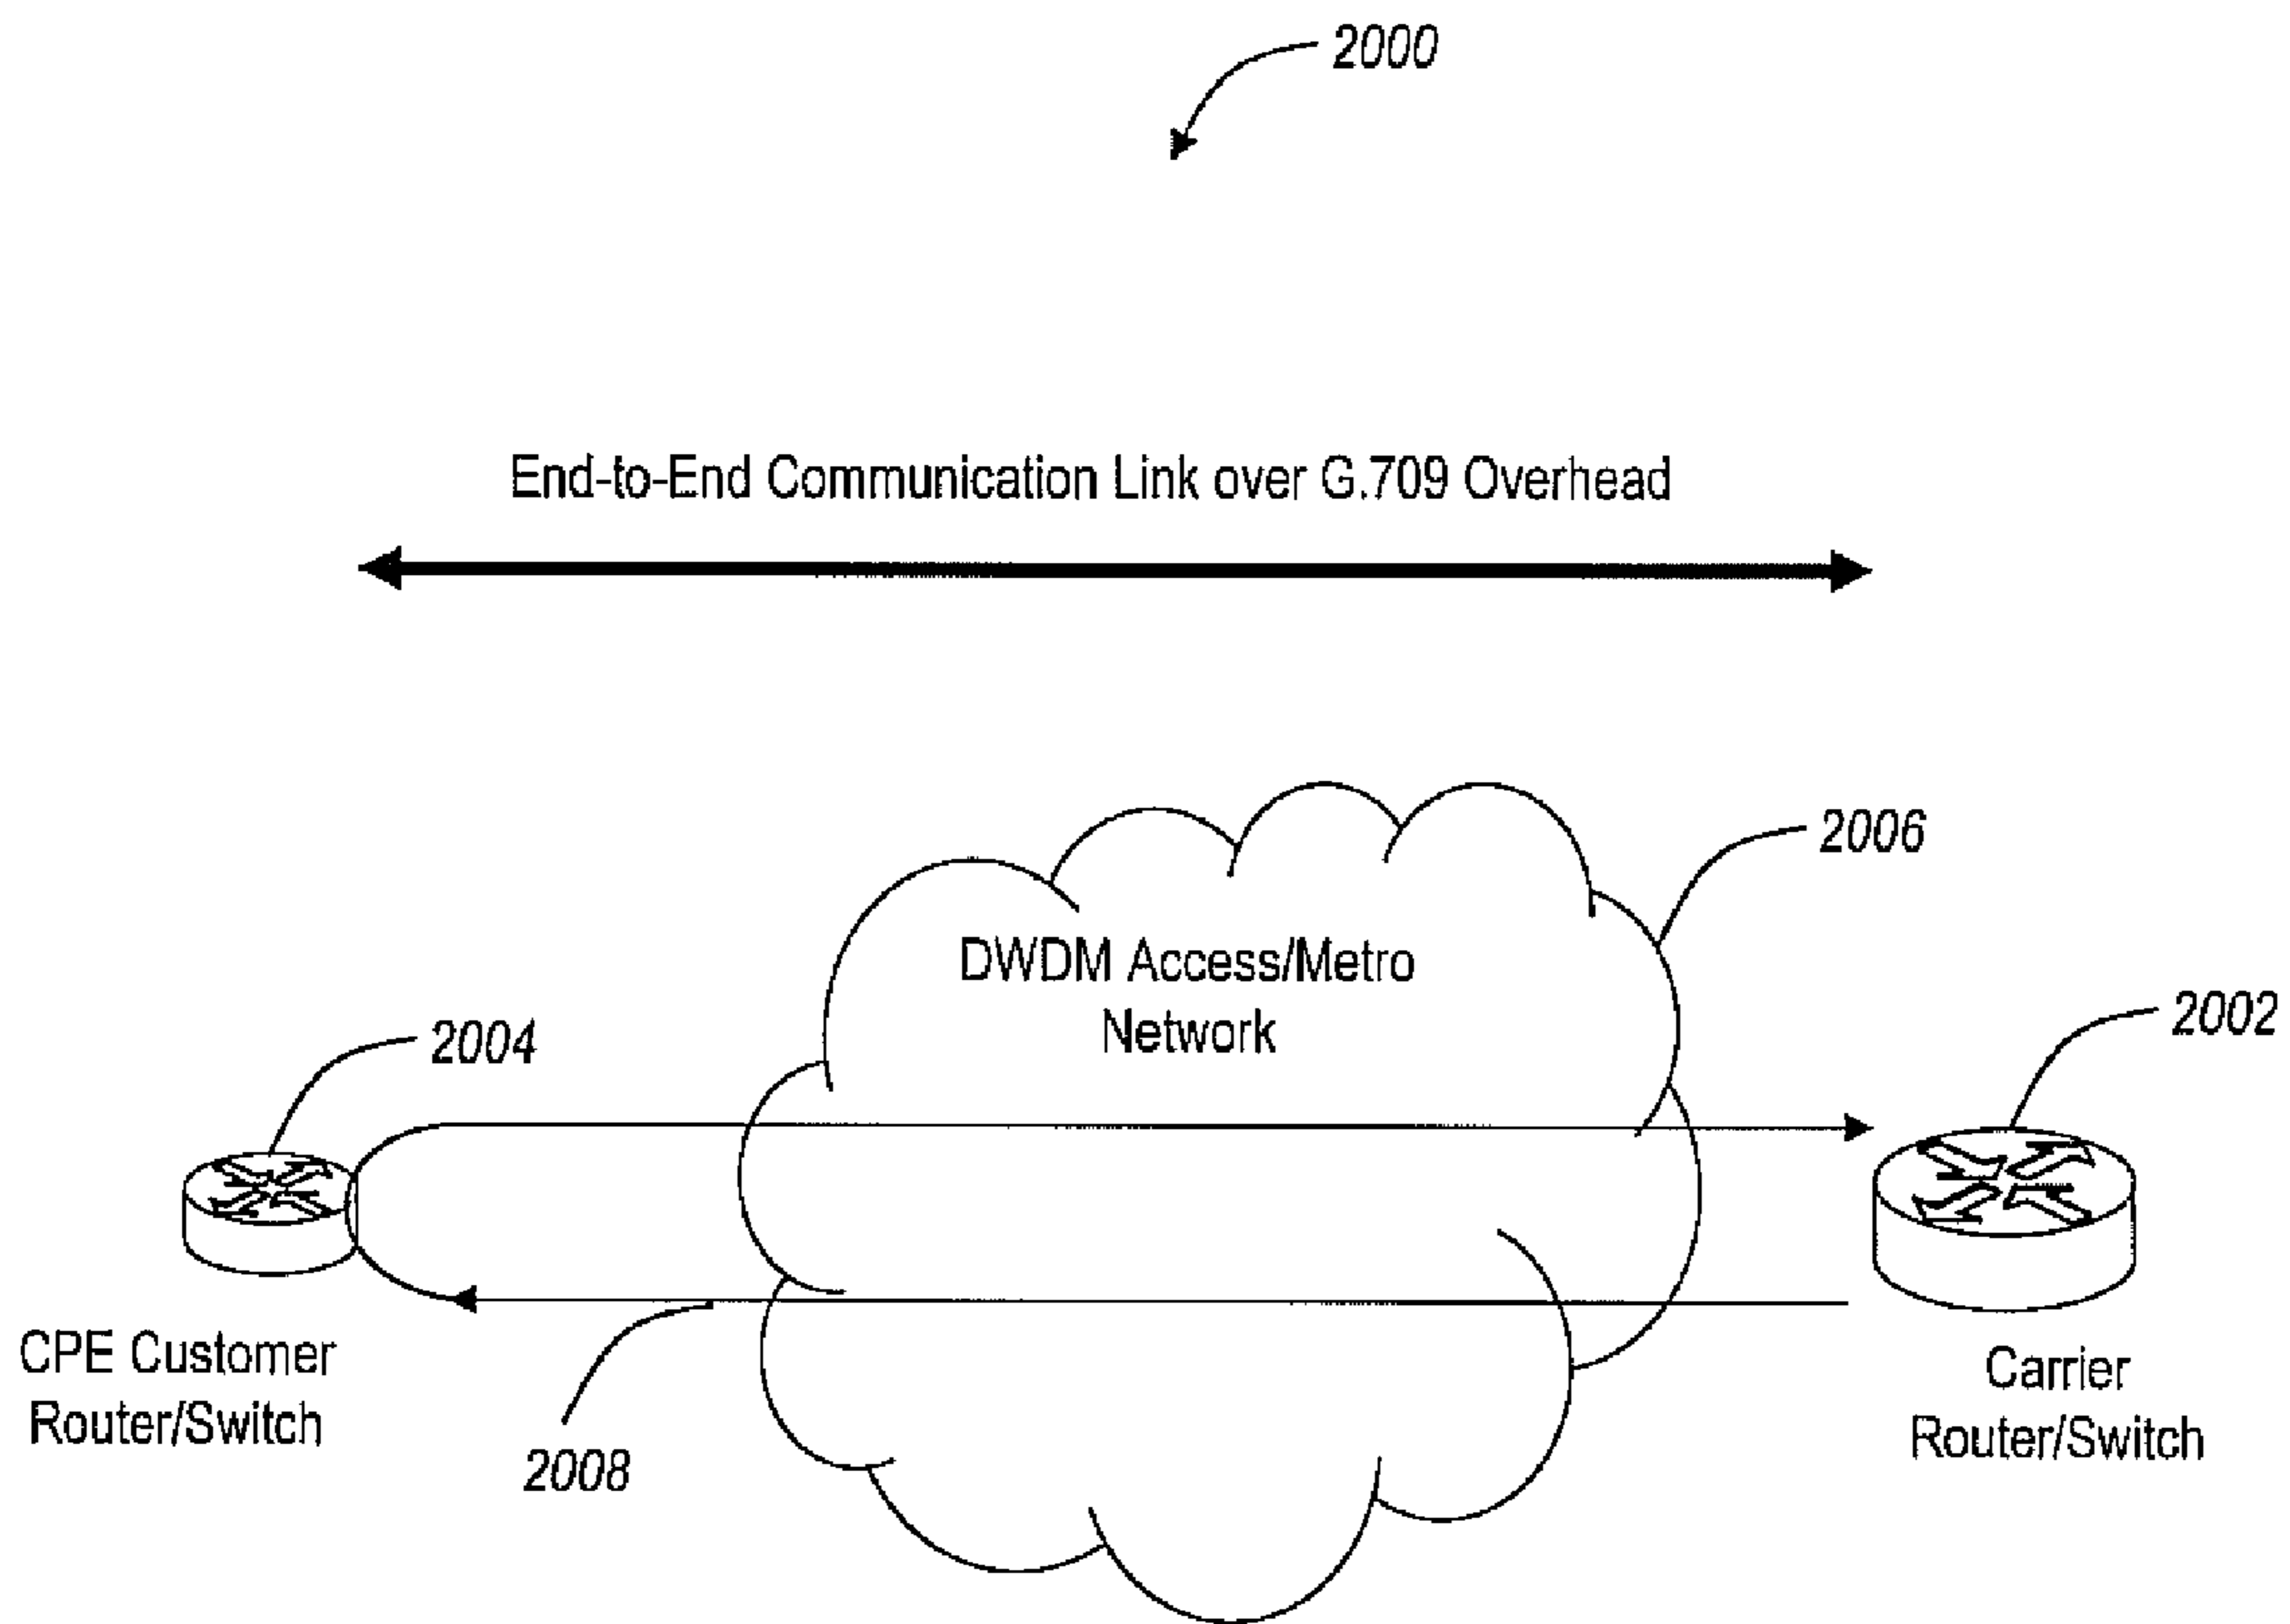 2000
End-to-End Communication Link over G.709 Overhead
2006
DWDM Access/Metro
Network
2002
2004
CPE Customer
Router/Switch
Carrier
Router/Switch
2008